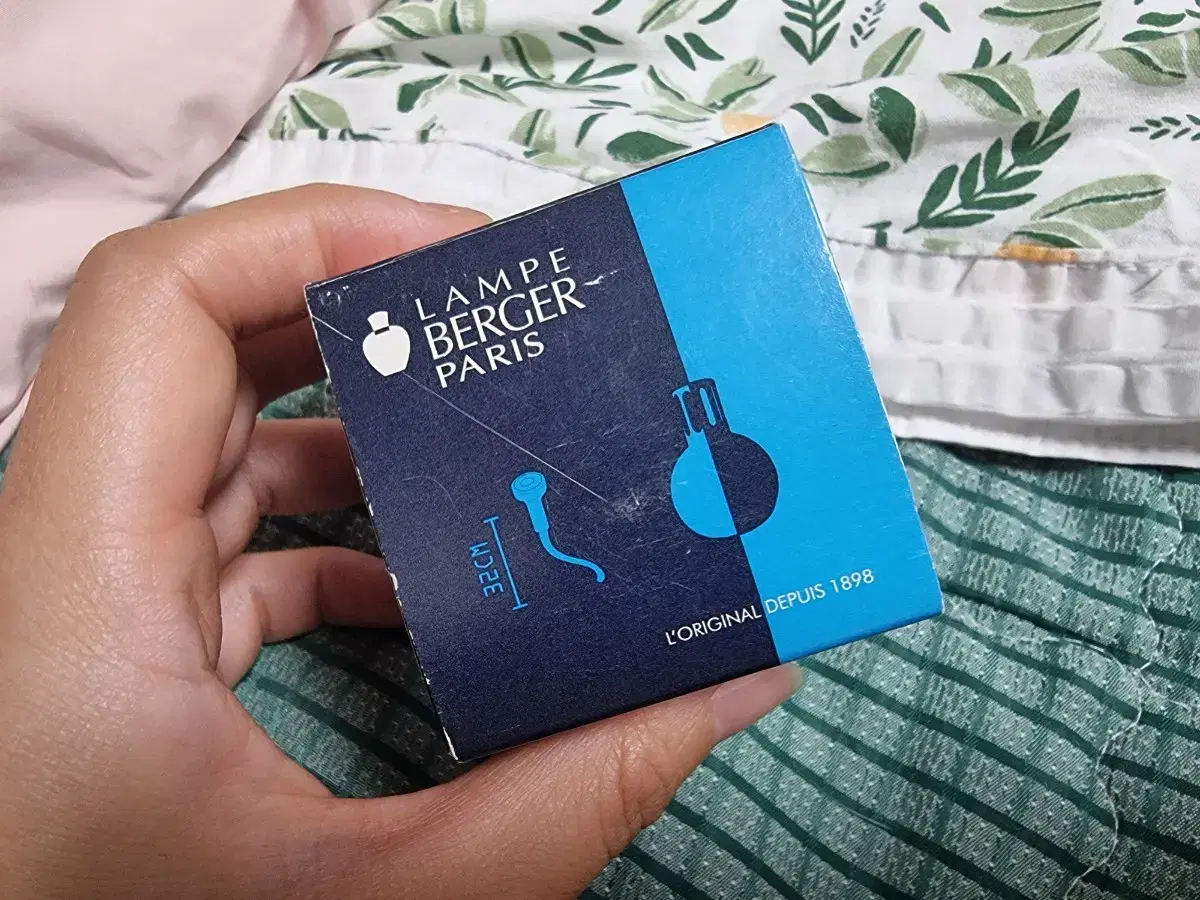 LAMPE
BERGER
PARIS
32CM
L'ORIGINAL DEPUIS 1898